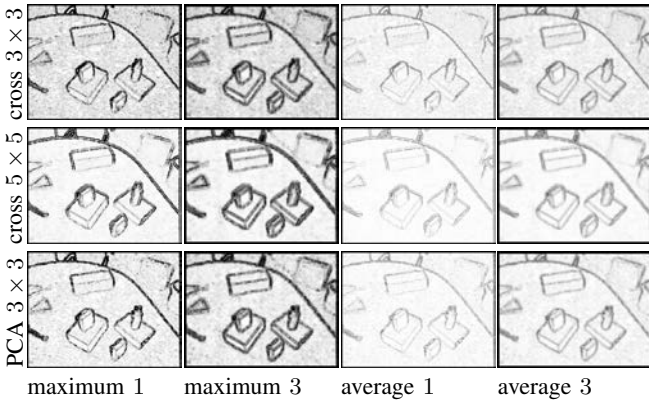 cross 3 × 3
cross 5 × 5
PCA 3 × 3
maximum 1
maximum 3
average 1
average 3